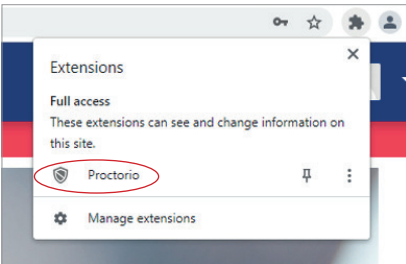 Extensions
Full access
These extensions can see and change information on
this site.
Proctorio
Manage extensions